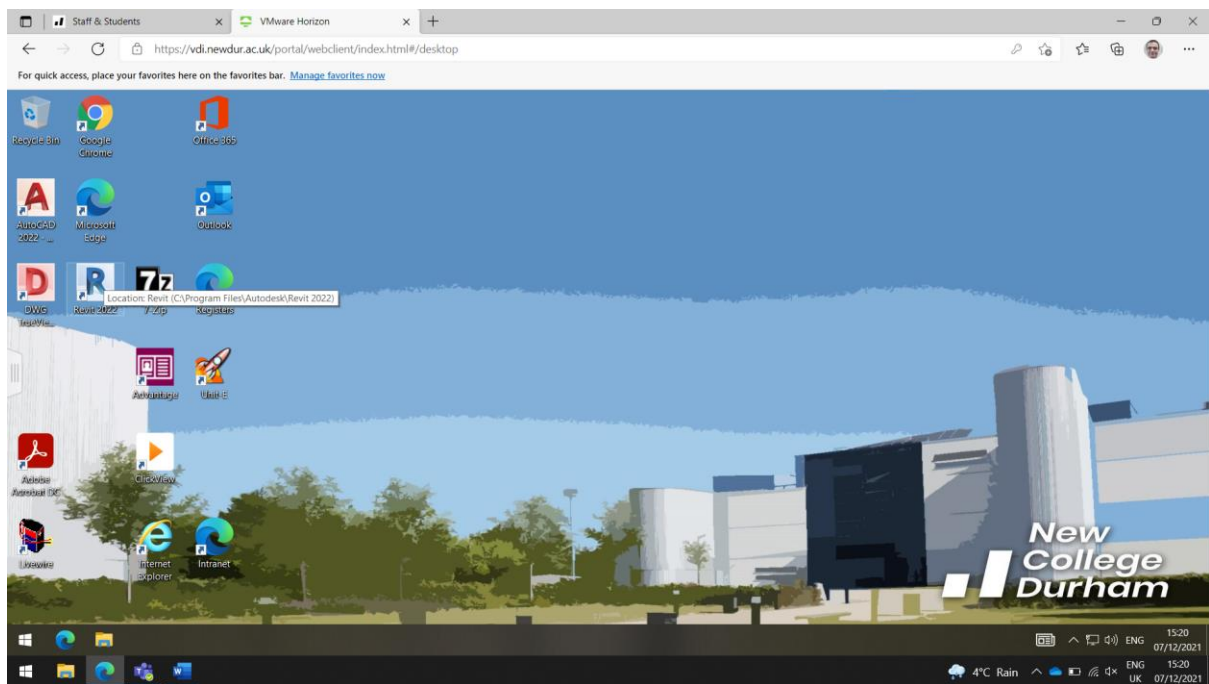 Staff & Students
VMware Horizon
https://vdi.newdur.ac.uk/portal/webclient/index.html#/desktop
For quick access, place your favorites here on the favorites bar. Manage favorites now
Recycle Bin
Google
Chrome
Office 365
AutoCAD
2022 - ...
Microsoft
Edge
Outlook
DWG
TrueVie...
Revit 2022
7-Zip
Registers
Location: Revit (C:\Program Files\Autodesk\Revit 2022)
Advantage
Unit-E
Adobe
Acrobat DC
ClickView
Livewire
Internet
Explorer
Intranet
New
College
Durham
ENG
15:20
07/12/2021
4°C Rain
ENG
UK
15:20
07/12/2021